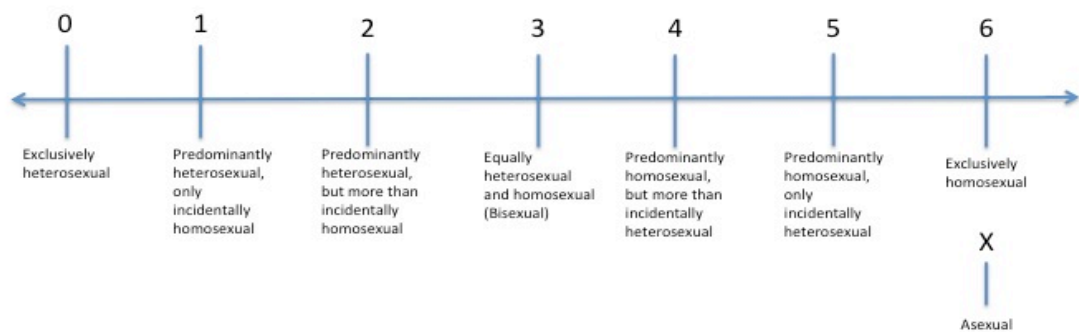 0
1
2
3
4
5
6
Exclusively
heterosexual
Predominantly
heterosexual,
only
incidentally
homosexual
Predominantly
heterosexual,
but more than
incidentally
homosexual
Equally
heterosexual
and homosexual
(Bisexual)
Predominantly
homosexual,
but more than
incidentally
heterosexual
Predominantly
homosexual,
only
incidentally
heterosexual
Exclusively
homosexual
X
Asexual